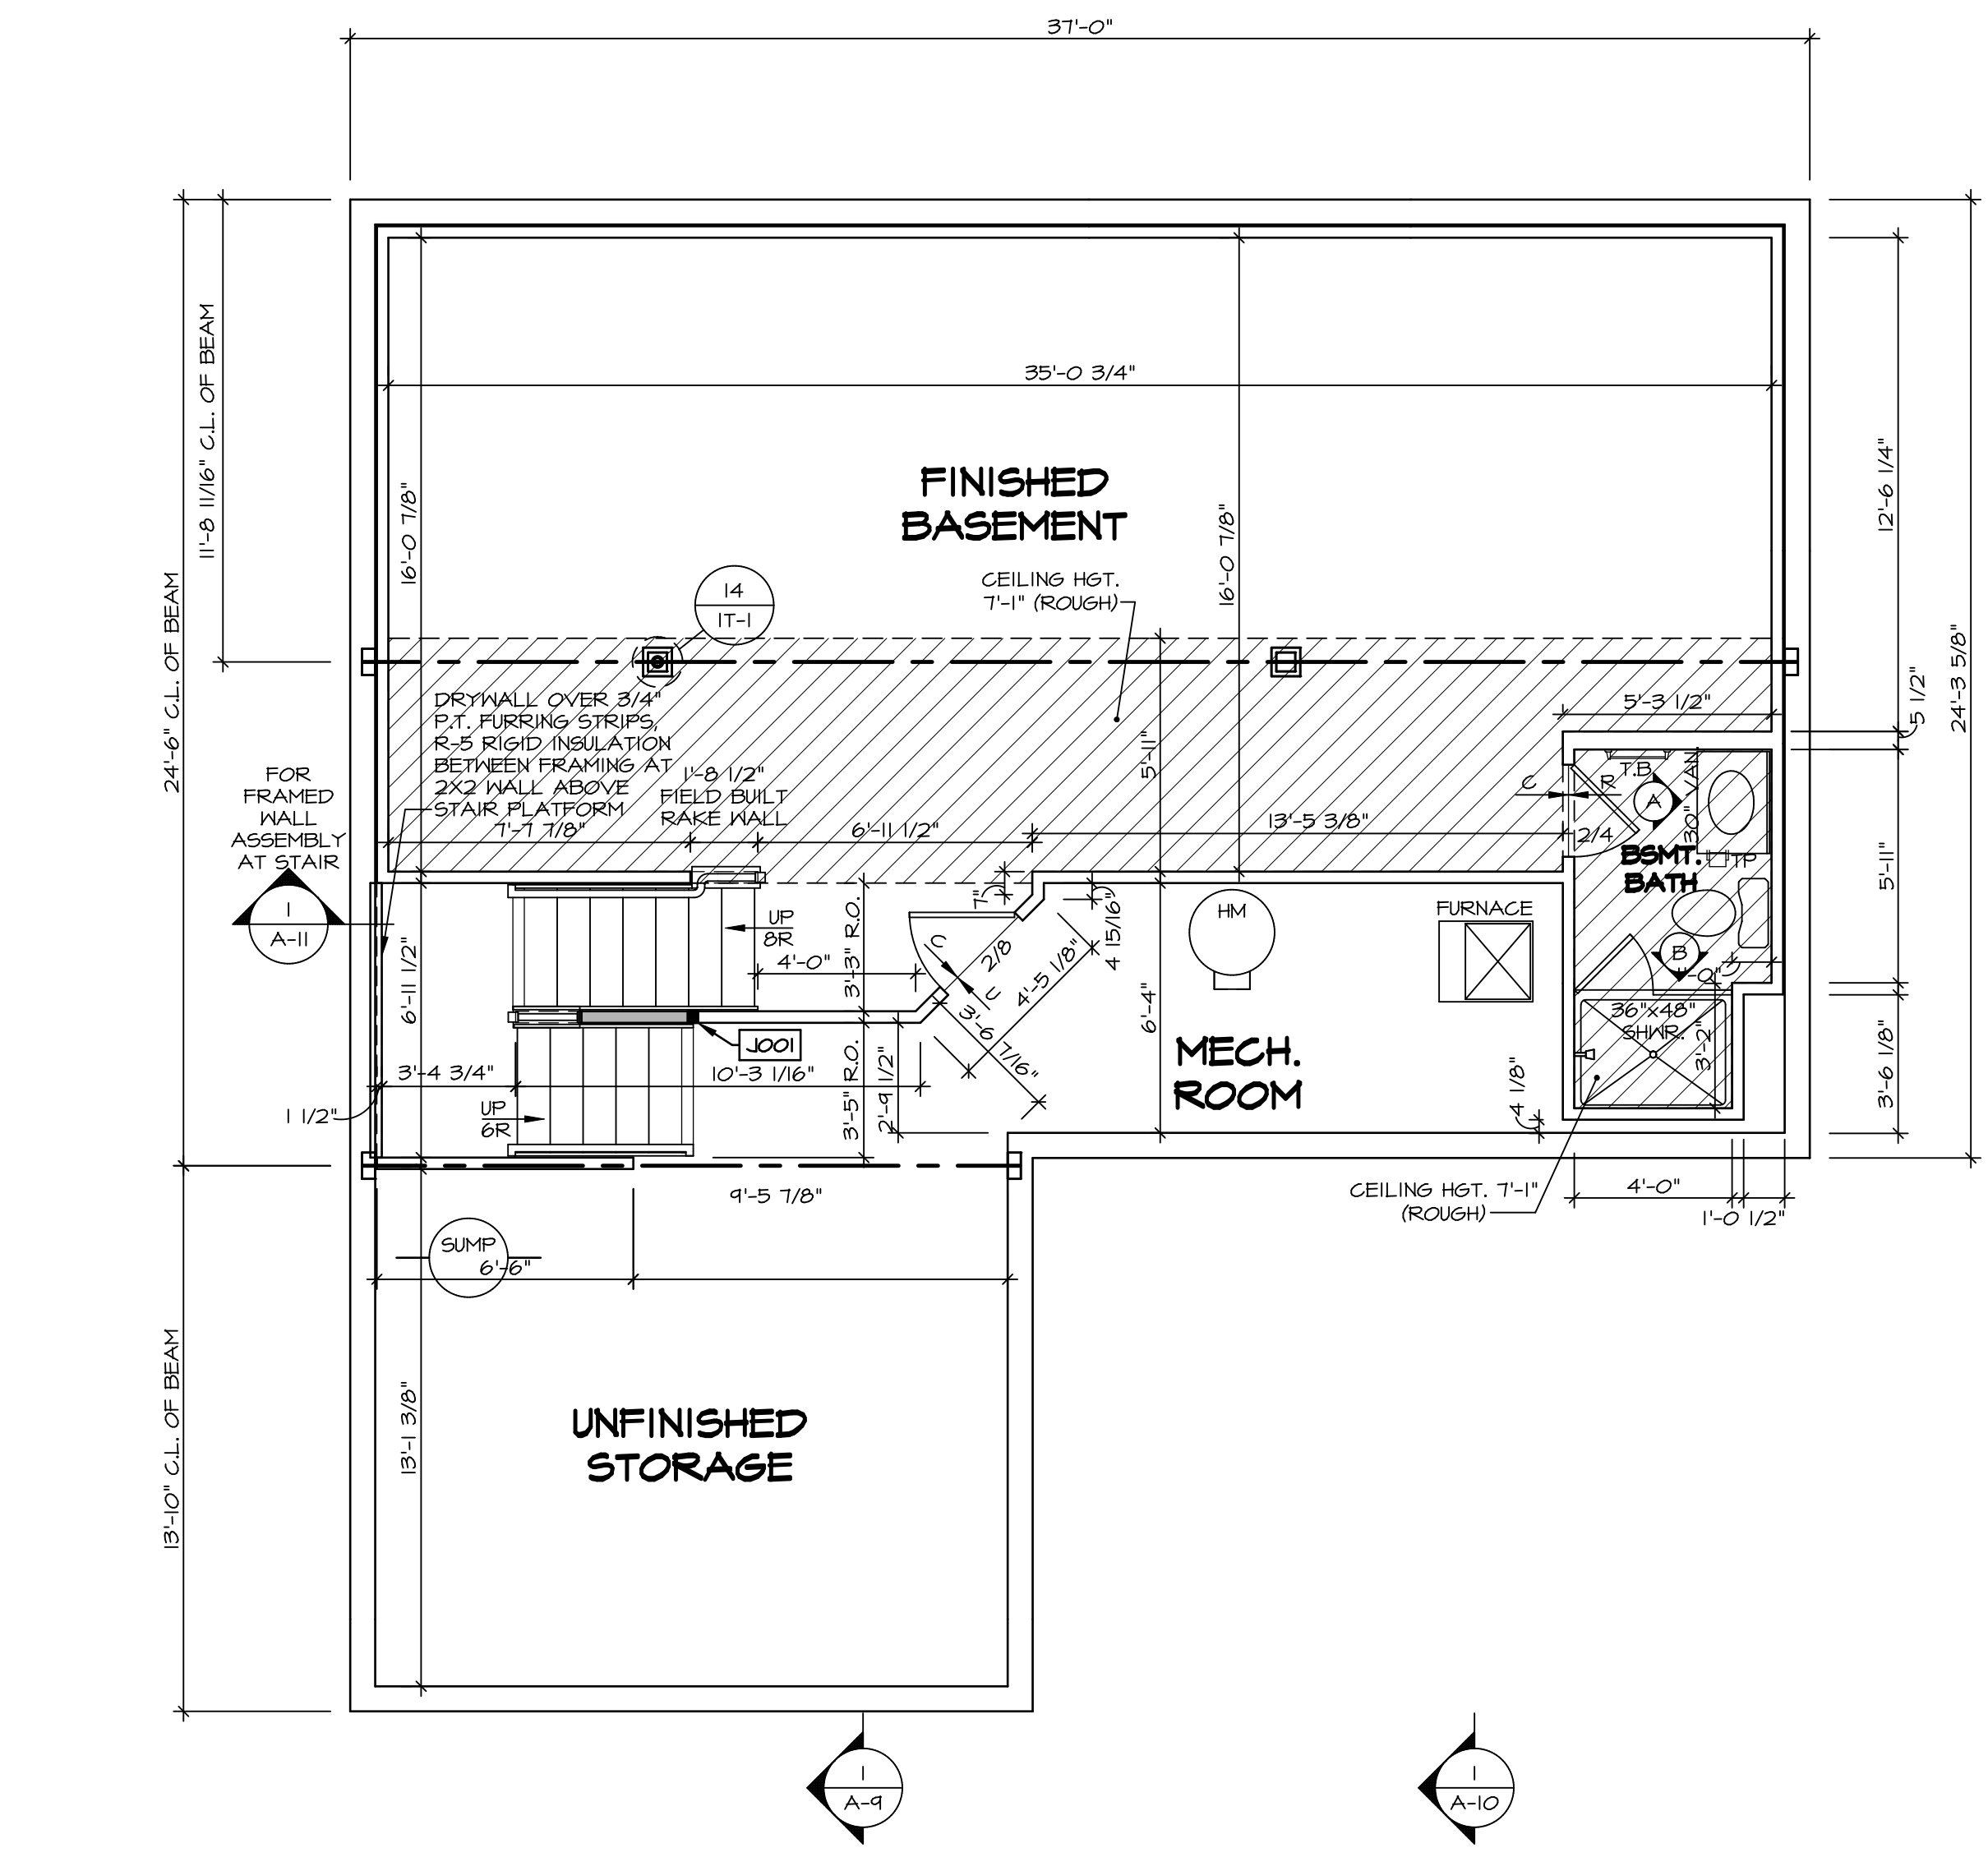 37'-0"
11'-8 11/16" C.L. OF BEAM
24'-6" C.L. OF BEAM
13'-10" C.L. OF BEAM
16'-0 7/8"
35'-0 3/4"
FINISHED
BASEMENT
CEILING HGT.
7'-1" (ROUGH)
16'-0 7/8"
12'-6 1/4"
24'-3 5/8"
5 1/2"
14
1T-1
DRYWALL OVER 3/4"
P.T. FURRING STRIPS,
R-5 RIGID INSULATION
BETWEEN FRAMING AT
2X2 WALL ABOVE
STAIR PLATFORM
FOR
FRAMED
WALL
ASSEMBLY
AT STAIR
1
A-11
7'-7 7/8"
1'-8 1/2"
FIELD BUILT
RAKE WALL
6'-11 1/2"
5'-11"
13'-5 3/8"
5'-3 1/2"
C
R
T.B.
A
30" VAN.
2/4
BSMT.
BATH
TP
B
1'-0"
5'-11"
36"x48"
SHWR.
3'-2"
3'-6 1/8"
UP
8R
4'-0"
3'-3" R.O.
7"
C
2/8
U
4'-5 1/8"
3'-6 7/16"
4 15/16"
HM
FURNACE
6'-11 1/2"
6'-4"
MECH.
ROOM
J001
3'-4 3/4"
10'-3 1/16"
3'-5" R.O.
2'-9 1/2"
1 1/2"
UP
6R
4 1/8"
CEILING HGT. 7'-1"
(ROUGH)
4'-0"
1'-0 1/2"
9'-5 7/8"
SUMP
6'-6"
13'-1 3/8"
UNFINISHED
STORAGE
1
A-9
1
A-10